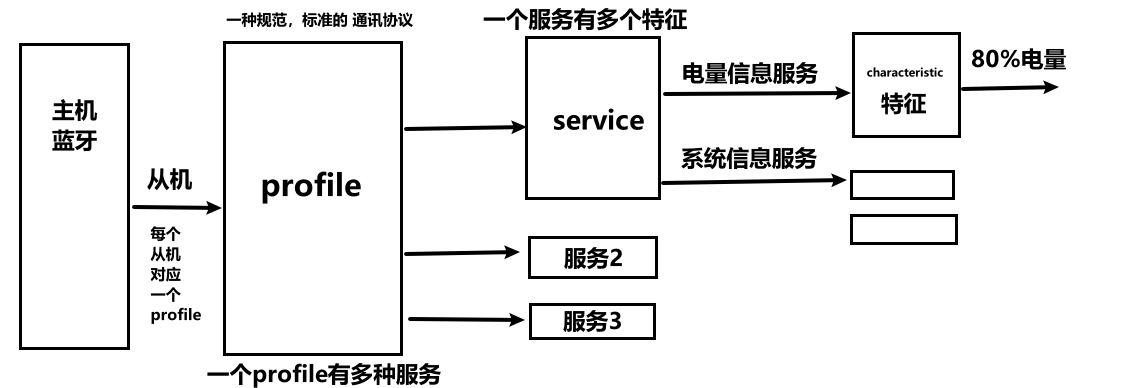 一种规范，标准的 通讯协议
主机
蓝牙
从机
每个
从机
对应
一个
profile
profile
一个profile有多种服务
一个服务有多个特征
service
服务2
服务3
电量信息服务
系统信息服务
characteristic
特征
80%电量